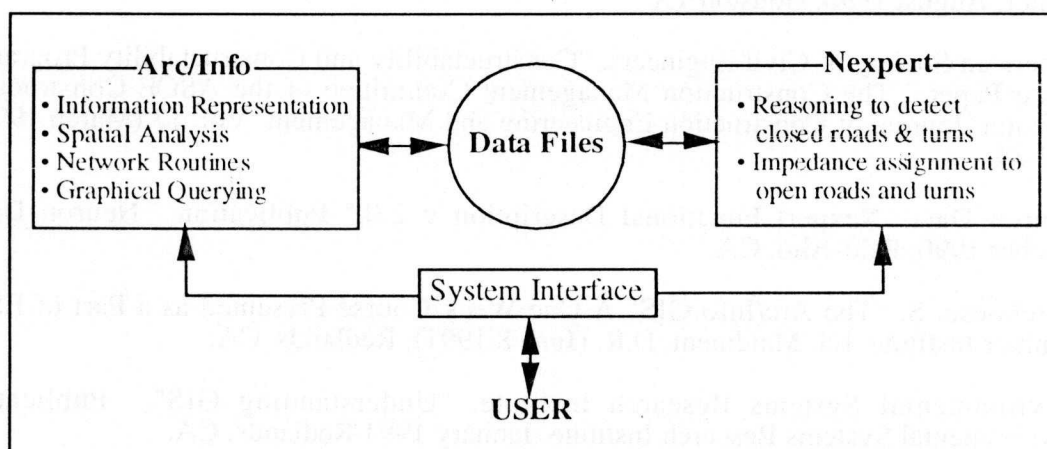 Arc/Info
• Information Representation
• Spatial Analysis
• Network Routines
• Graphical Querying
Data Files
Nexpert
• Reasoning to detect
closed roads & turns
• Impedance assignment to
open roads and turns
System Interface
USER